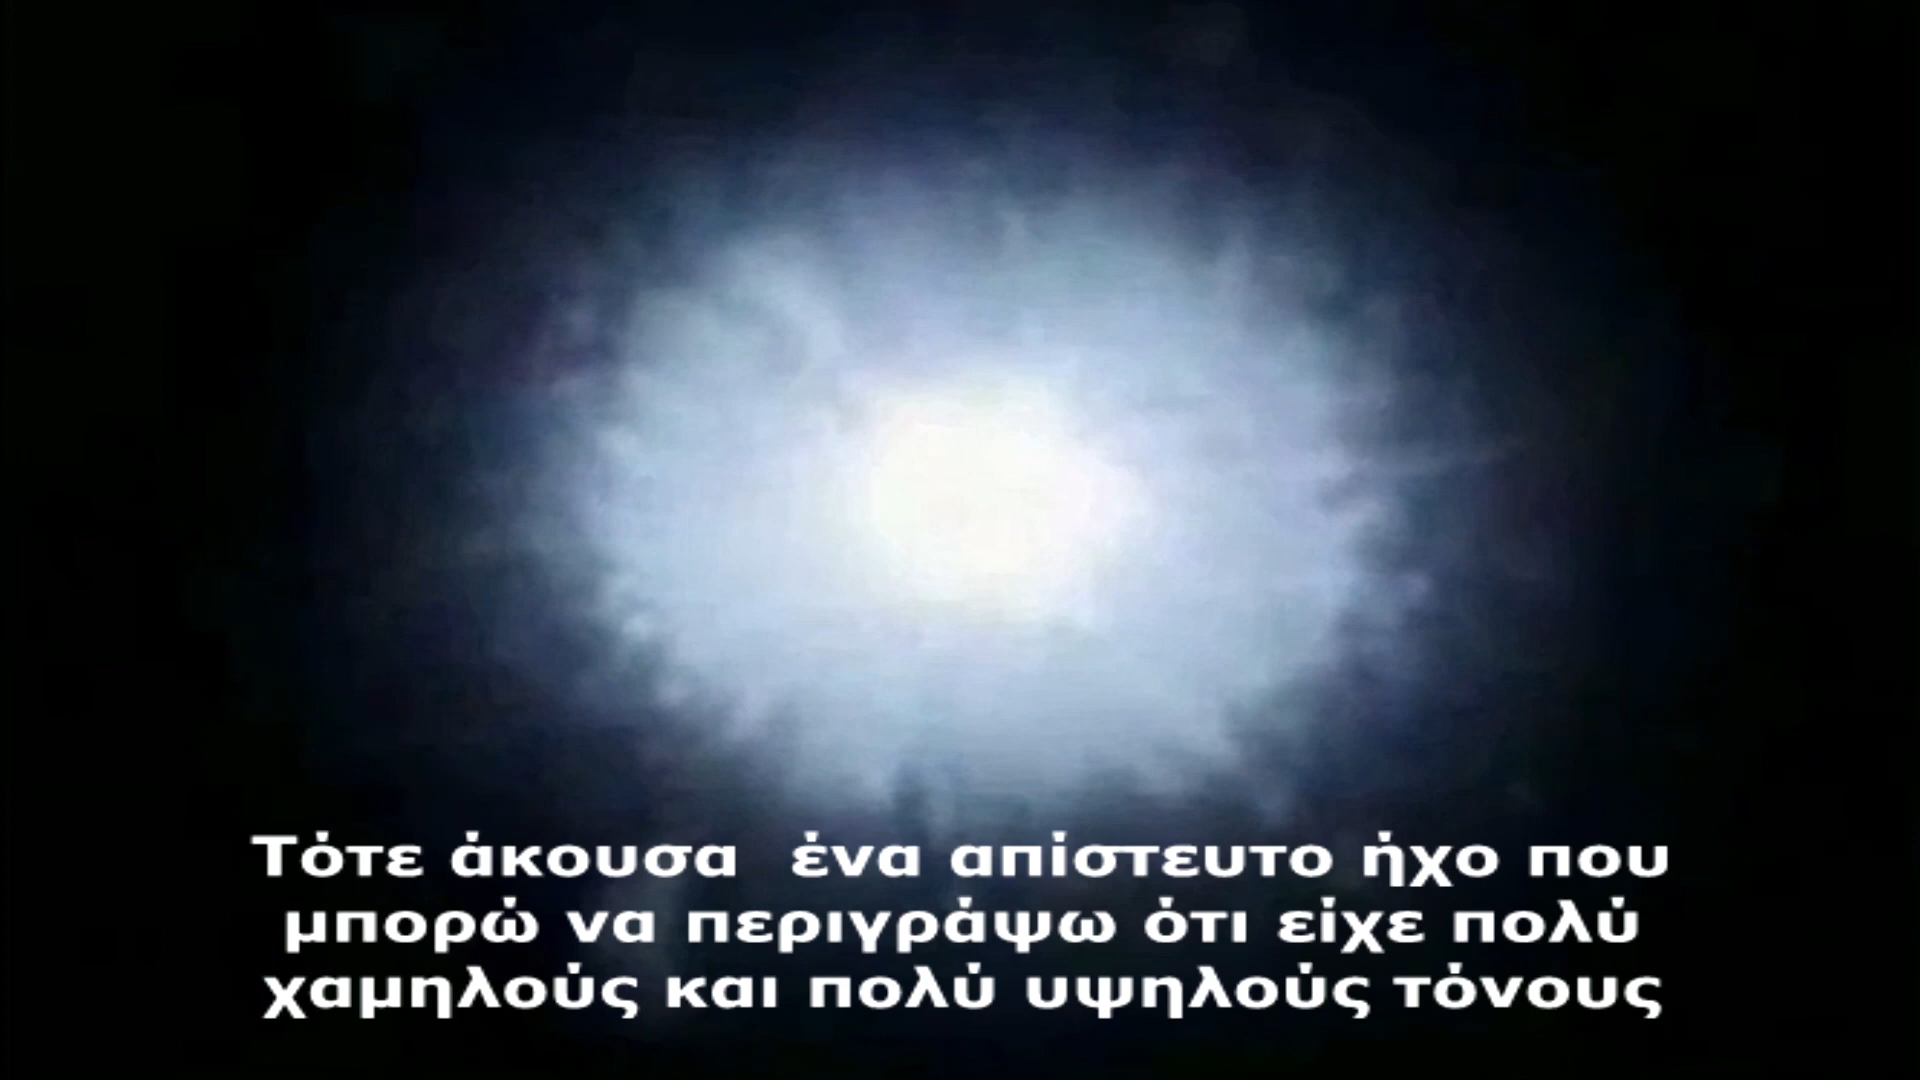 Τότε άκουσα  ένα απίστευτο ήχο που
μπορώ να περιγράψω ότι είχε πολύ
χαμηλούς και πολύ υψηλούς τόνους